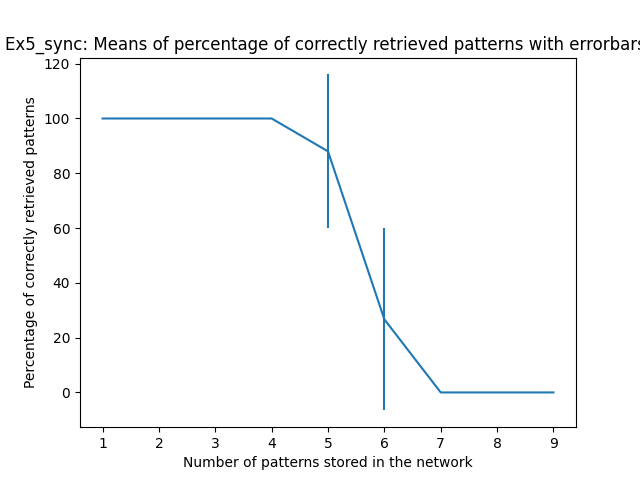 Ex5_sync: Means of percentage of correctly retrieved patterns with errorbars
120
100
80
60
40
20
0
Percentage of correctly retrieved patterns
1 2 3 4 5 6 7 8 9
Number of patterns stored in the network